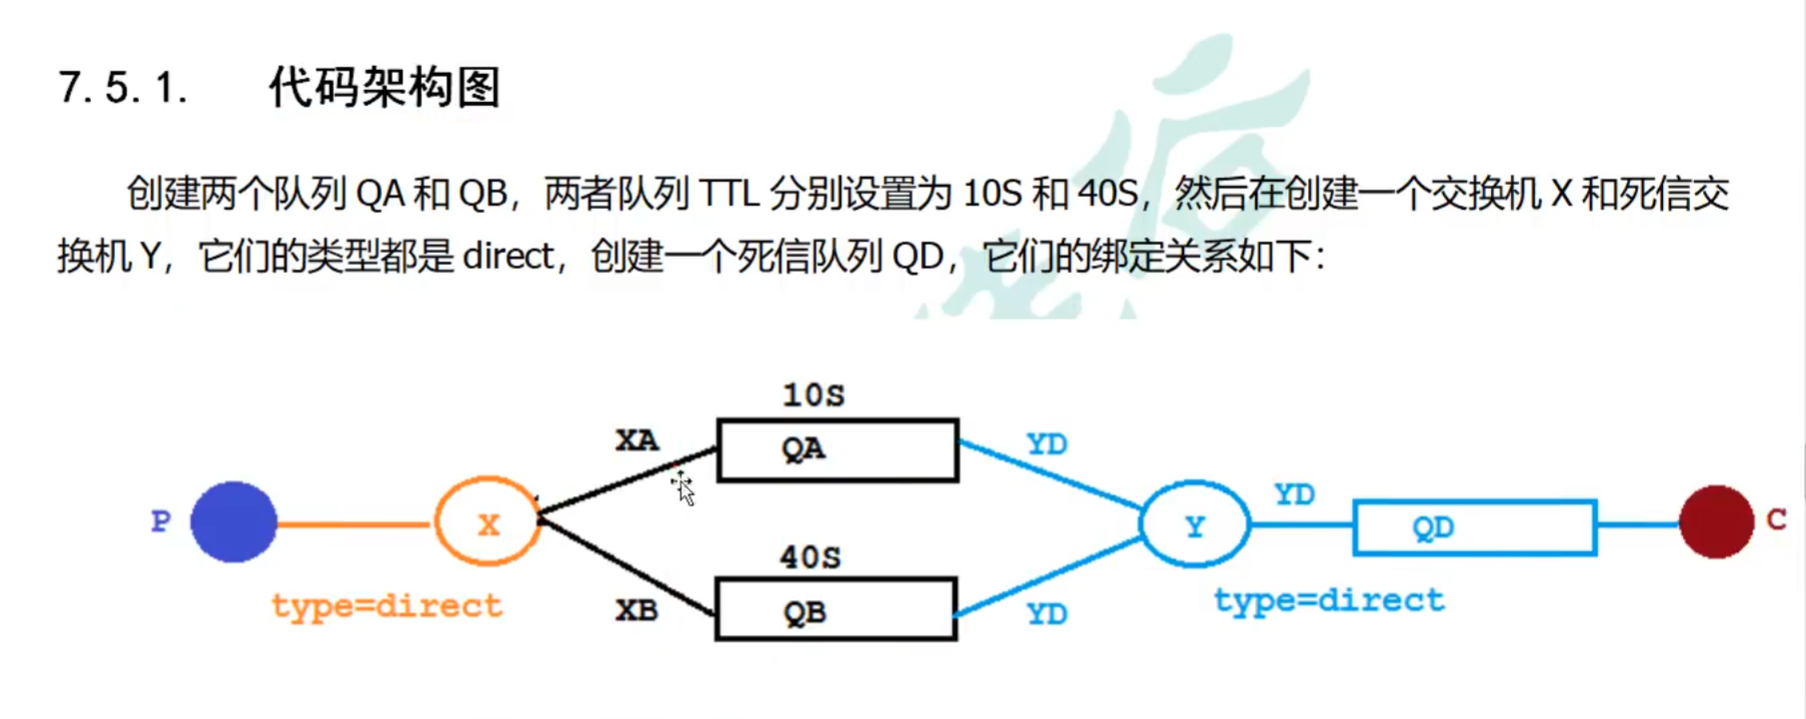 7.5.1. 代码架构图
创建两个队列 QA 和 QB，两者队列 TTL 分别设置为 10S 和 40S，然后在创建一个交换机 X 和死信交
换机 Y，它们的类型都是 direct，创建一个死信队列 QD，它们的绑定关系如下：
10S
XA QA YD
P X Y YD QD C
40S
type=direct XB QB YD type=direct